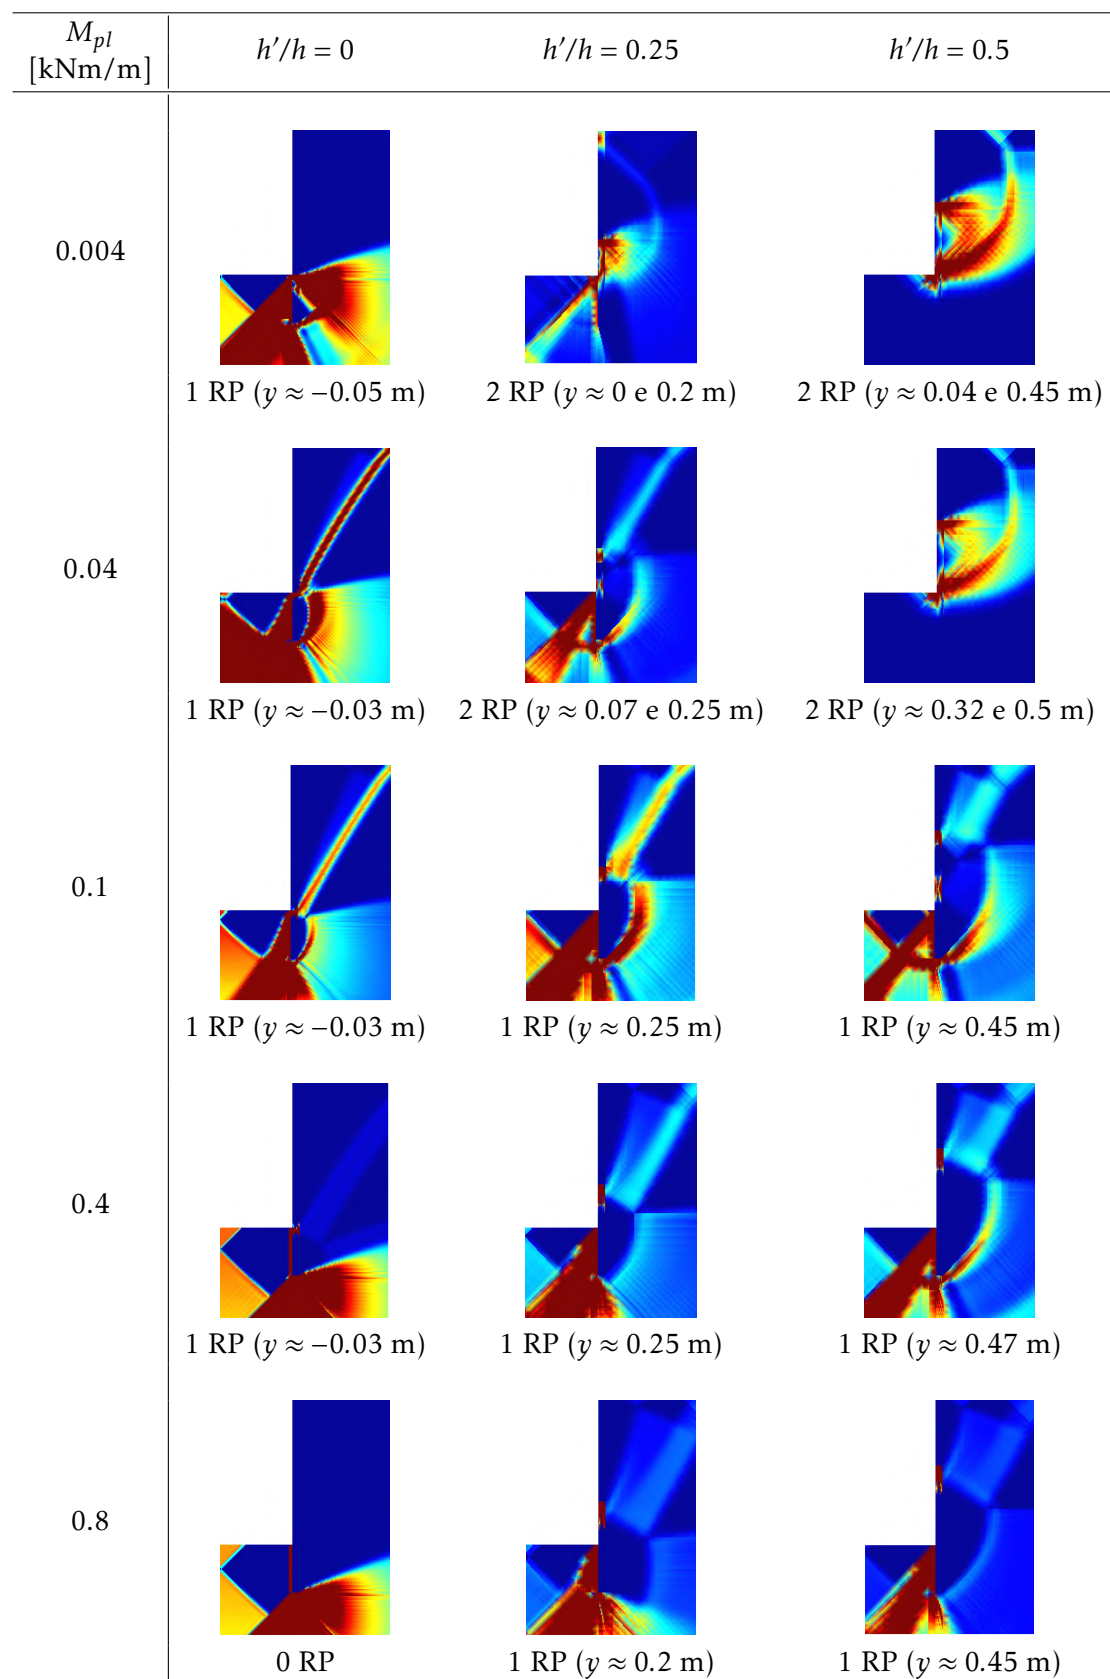 M_{pl} [kNm/m] h'/h = 0 h'/h = 0.25 h'/h = 0.5
0.004
1 RP (y ≈ −0.05 m) 2 RP (y ≈ 0 e 0.2 m) 2 RP (y ≈ 0.04 e 0.45 m)
0.04
1 RP (y ≈ −0.03 m) 2 RP (y ≈ 0.07 e 0.25 m) 2 RP (y ≈ 0.32 e 0.5 m)
0.1
1 RP (y ≈ −0.03 m) 1 RP (y ≈ 0.25 m) 1 RP (y ≈ 0.45 m)
0.4
1 RP (y ≈ −0.03 m) 1 RP (y ≈ 0.25 m) 1 RP (y ≈ 0.47 m)
0.8
0 RP 1 RP (y ≈ 0.2 m) 1 RP (y ≈ 0.45 m)